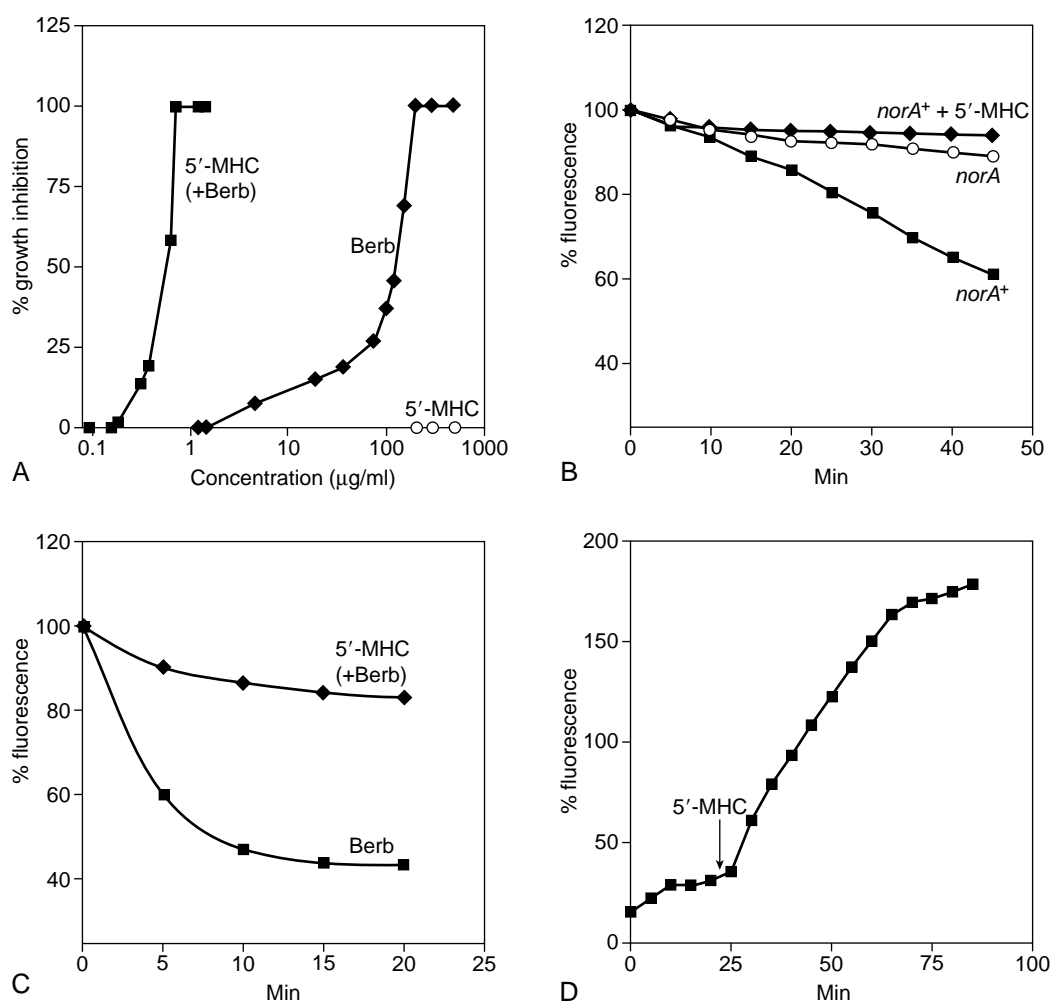 120
100
75
50
25
0
% growth inhibition
5′-MHC
(+Berb)
Berb
5′-MHC
0.1
1
10
100
1000
Concentration (μg/ml)
A
120
100
80
60
40
% fluorescence
norA+ + 5′-MHC
norA
norA+
0
10
20
30
40
50
Min
B
120
100
80
60
40
% fluorescence
5′-MHC
(+Berb)
Berb
0
5
10
15
20
25
Min
C
200
150
100
50
0
% fluorescence
5′-MHC
0
25
50
75
100
Min
D